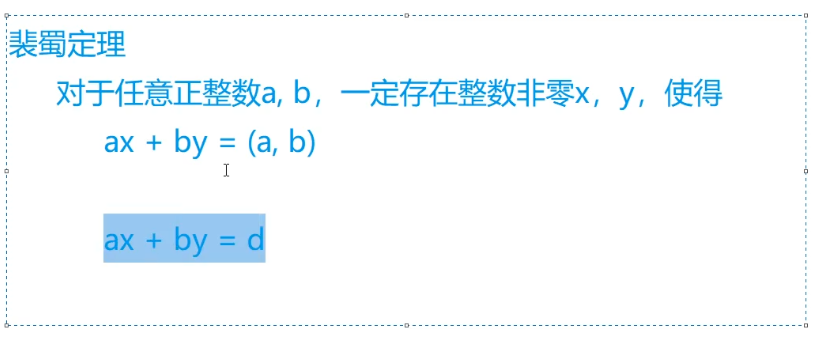 裴蜀定理
对于任意正整数a, b，一定存在整数非零x，y，使得
ax + by = (a, b)
ax + by = d